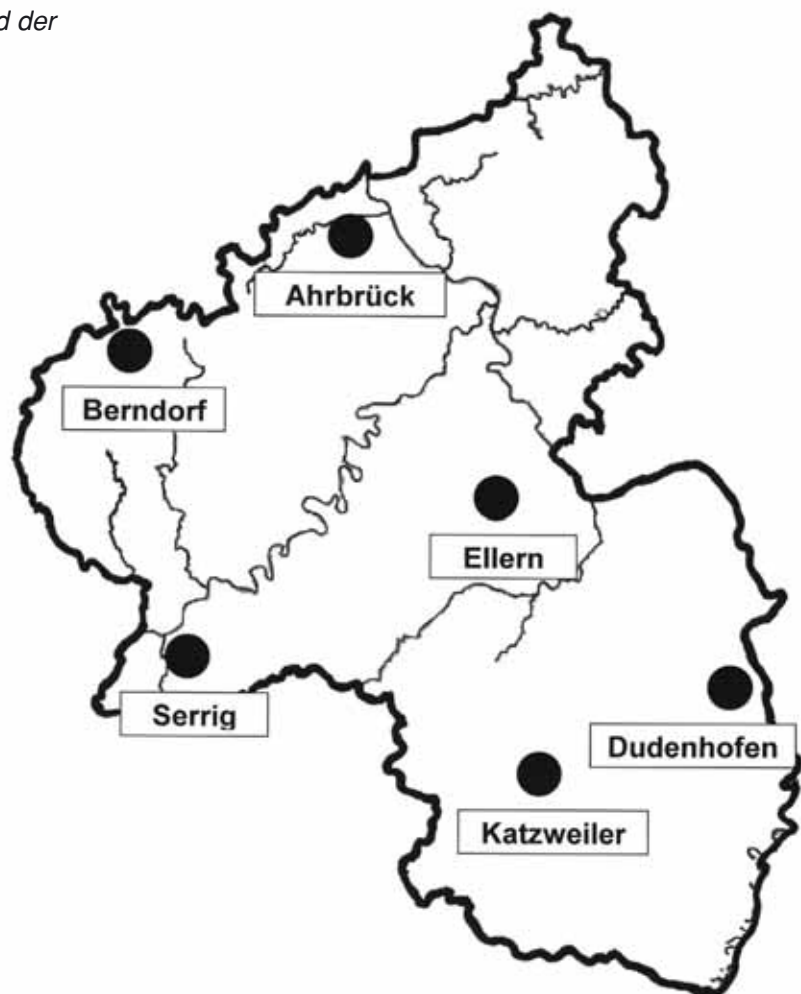 d der
Ahrbrück
Berndorf
Ellern
Serrig
Dudenhofen
Katzweiler